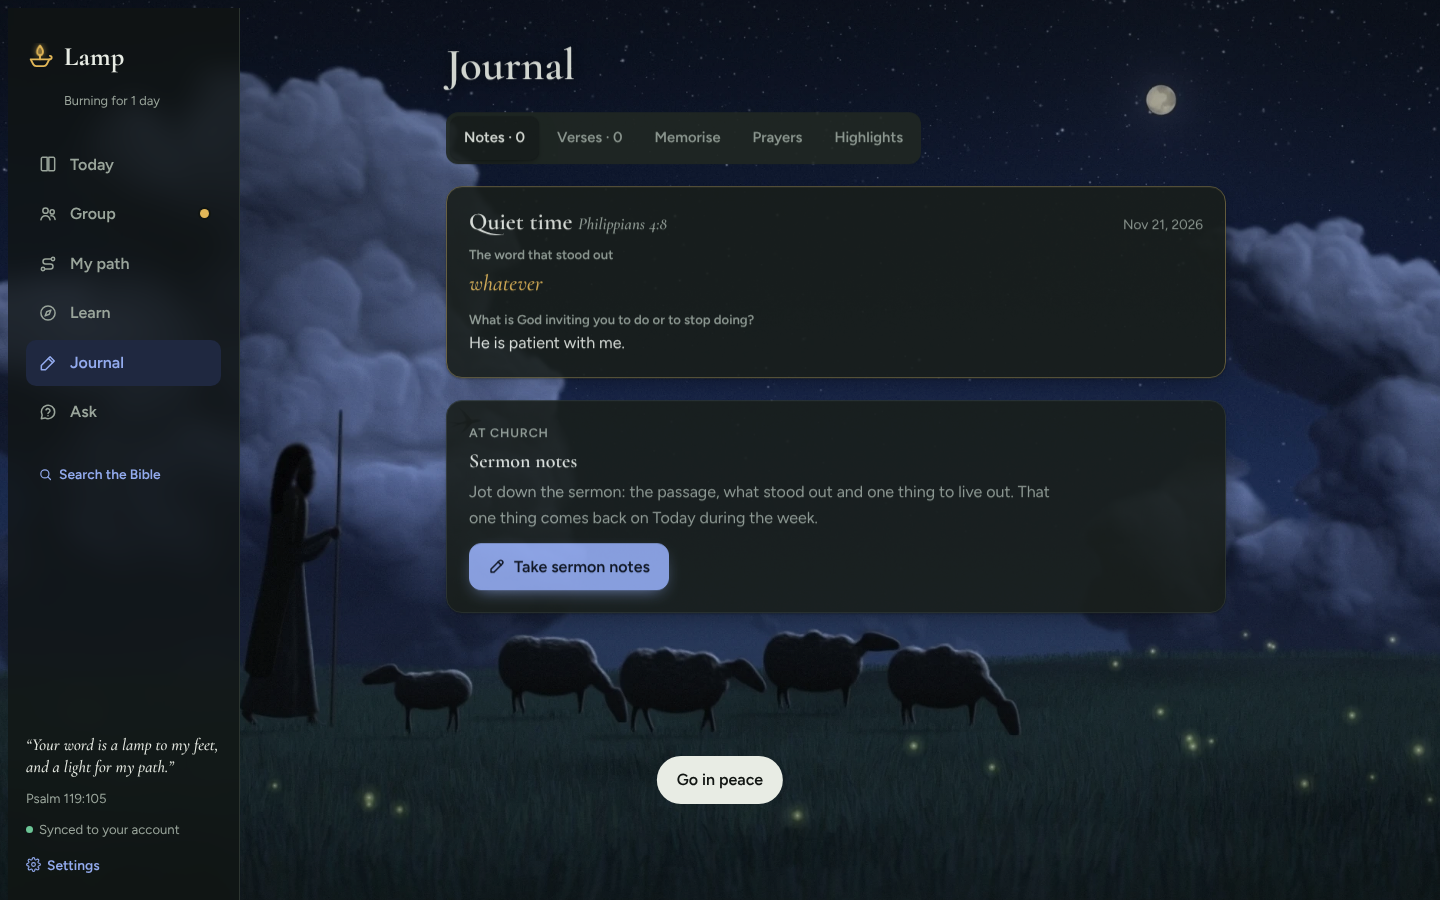 Lamp
Burning for 1 day
Today
Group
My path
Learn
Journal
Ask
Search the Bible
“Your word is a lamp to my feet,
and a light for my path.”
Psalm 119:105
Synced to your account
Settings
Journal
Notes · 0
Verses · 0
Memorise
Prayers
Highlights
Quiet time Philippians 4:8
Nov 21, 2026
The word that stood out
whatever
What is God inviting you to do or to stop doing?
He is patient with me.
AT CHURCH
Sermon notes
Jot down the sermon: the passage, what stood out and one thing to live out. That
one thing comes back on Today during the week.
Take sermon notes
Go in peace